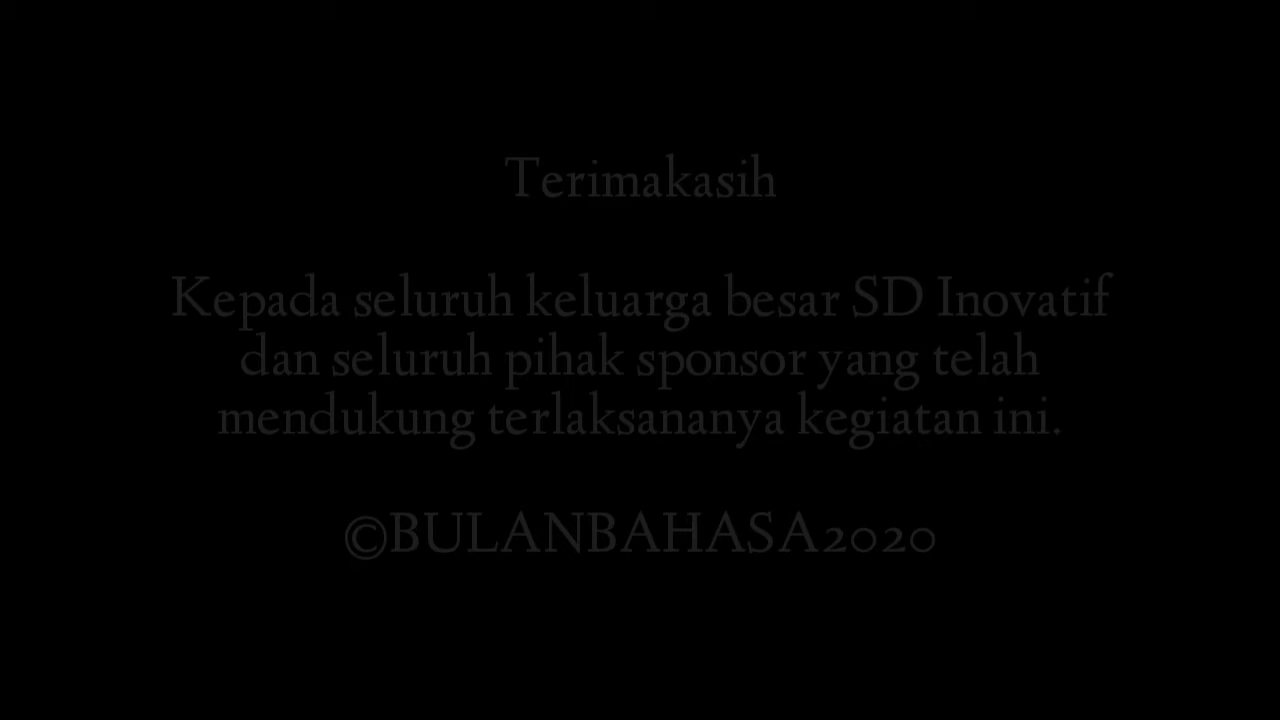 Terimakasih
Kepada seluruh keluarga besar SD Inovatif
dan seluruh pihak sponsor yang telah
mendukung terlaksananya kegiatan ini.
©BULANBAHASA2020